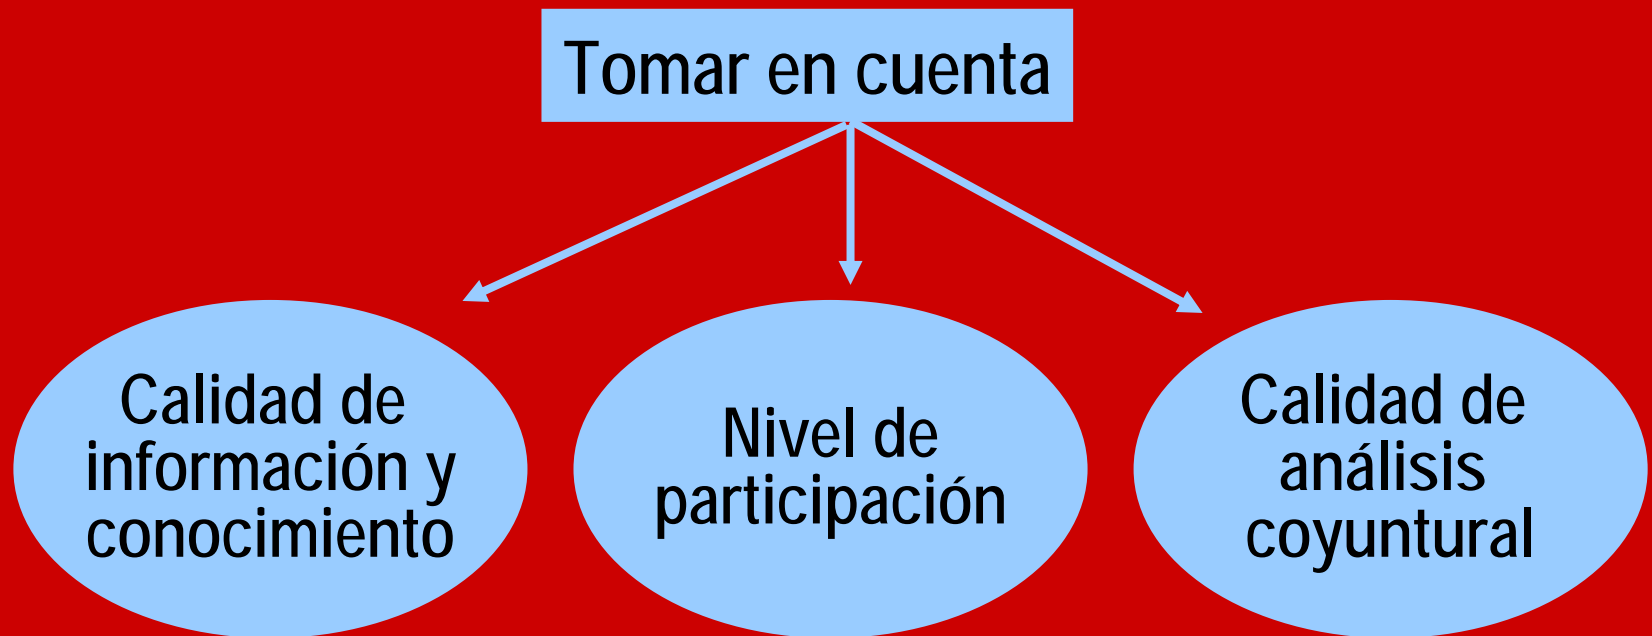 Tomar en cuenta
Calidad de
información y
conocimiento
Nivel de
participación
Calidad de
análisis
coyuntural